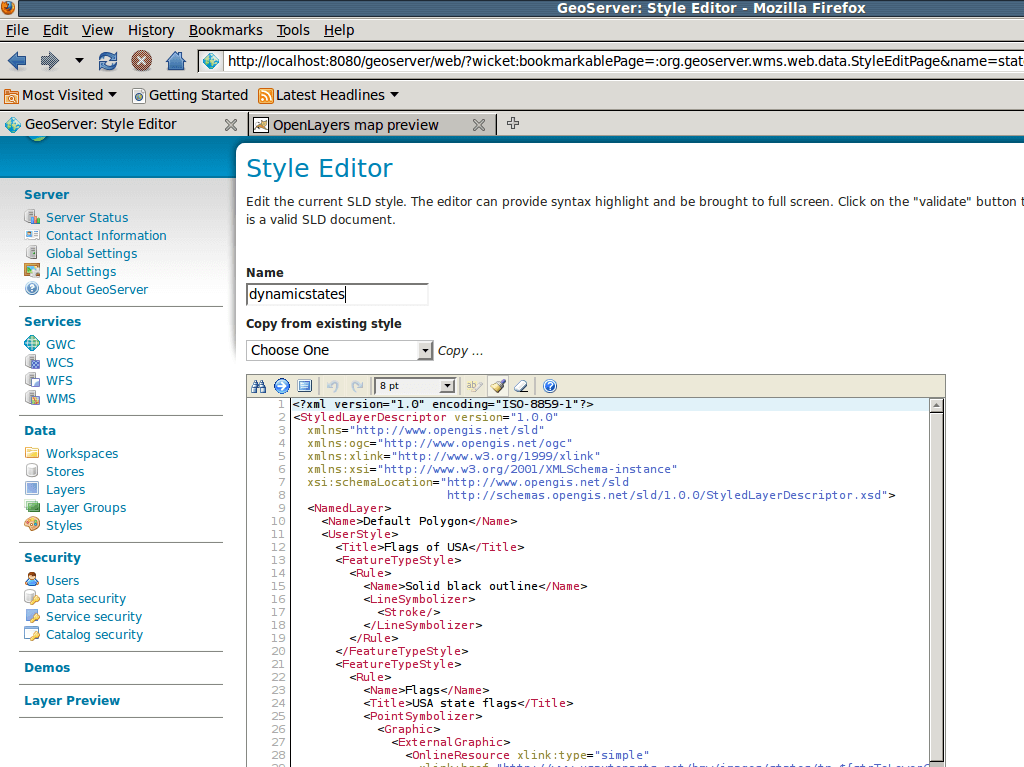 GeoServer: Style Editor - Mozilla Firefox
File Edit View History Bookmarks Tools Help
http://localhost:8080/geoserver/web/?wicket:bookmarkablePage=:org.geoserver.wms.web.data.StyleEditPage&name=stat
Most Visited Getting Started Latest Headlines
GeoServer: Style Editor OpenLayers map preview
Style Editor
Edit the current SLD style. The editor can provide syntax highlight and be brought to full screen. Click on the "validate" button t
is a valid SLD document.
Server
Server Status
Contact Information
Global Settings
JAI Settings
About GeoServer
Services
GWC
WCS
WFS
WMS
Data
Workspaces
Stores
Layers
Layer Groups
Styles
Security
Users
Data security
Service security
Catalog security
Demos
Layer Preview
Name
dynamicstates
Copy from existing style
Choose One Copy ...
8 pt
1 <?xml version="1.0" encoding="ISO-8859-1"?>
2 <StyledLayerDescriptor version="1.0.0"
3 xmlns="http://www.opengis.net/sld"
4 xmlns:ogc="http://www.opengis.net/ogc"
5 xmlns:xlink="http://www.w3.org/1999/xlink"
6 xmlns:xsi="http://www.w3.org/2001/XMLSchema-instance"
7 xsi:schemaLocation="http://www.opengis.net/sld
8 http://schemas.opengis.net/sld/1.0.0/StyledLayerDescriptor.xsd">
9 <NamedLayer>
10 <Name>Default Polygon</Name>
11 <UserStyle>
12 <Title>Flags of USA</Title>
13 <FeatureTypeStyle>
14 <Rule>
15 <Name>Solid black outline</Name>
16 <LineSymbolizer>
17 <Stroke/>
18 </LineSymbolizer>
19 </Rule>
20 </FeatureTypeStyle>
21 <FeatureTypeStyle>
22 <Rule>
23 <Name>Flags</Name>
24 <Title>USA state flags</Title>
25 <PointSymbolizer>
26 <Graphic>
27 <ExternalGraphic>
28 <OnlineResource xlink:type="simple"